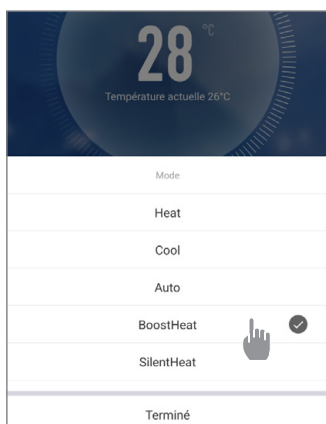 28 °C
Température actuelle 26°C
Mode
Heat
Cool
Auto
BoostHeat
SilentHeat
Terminé